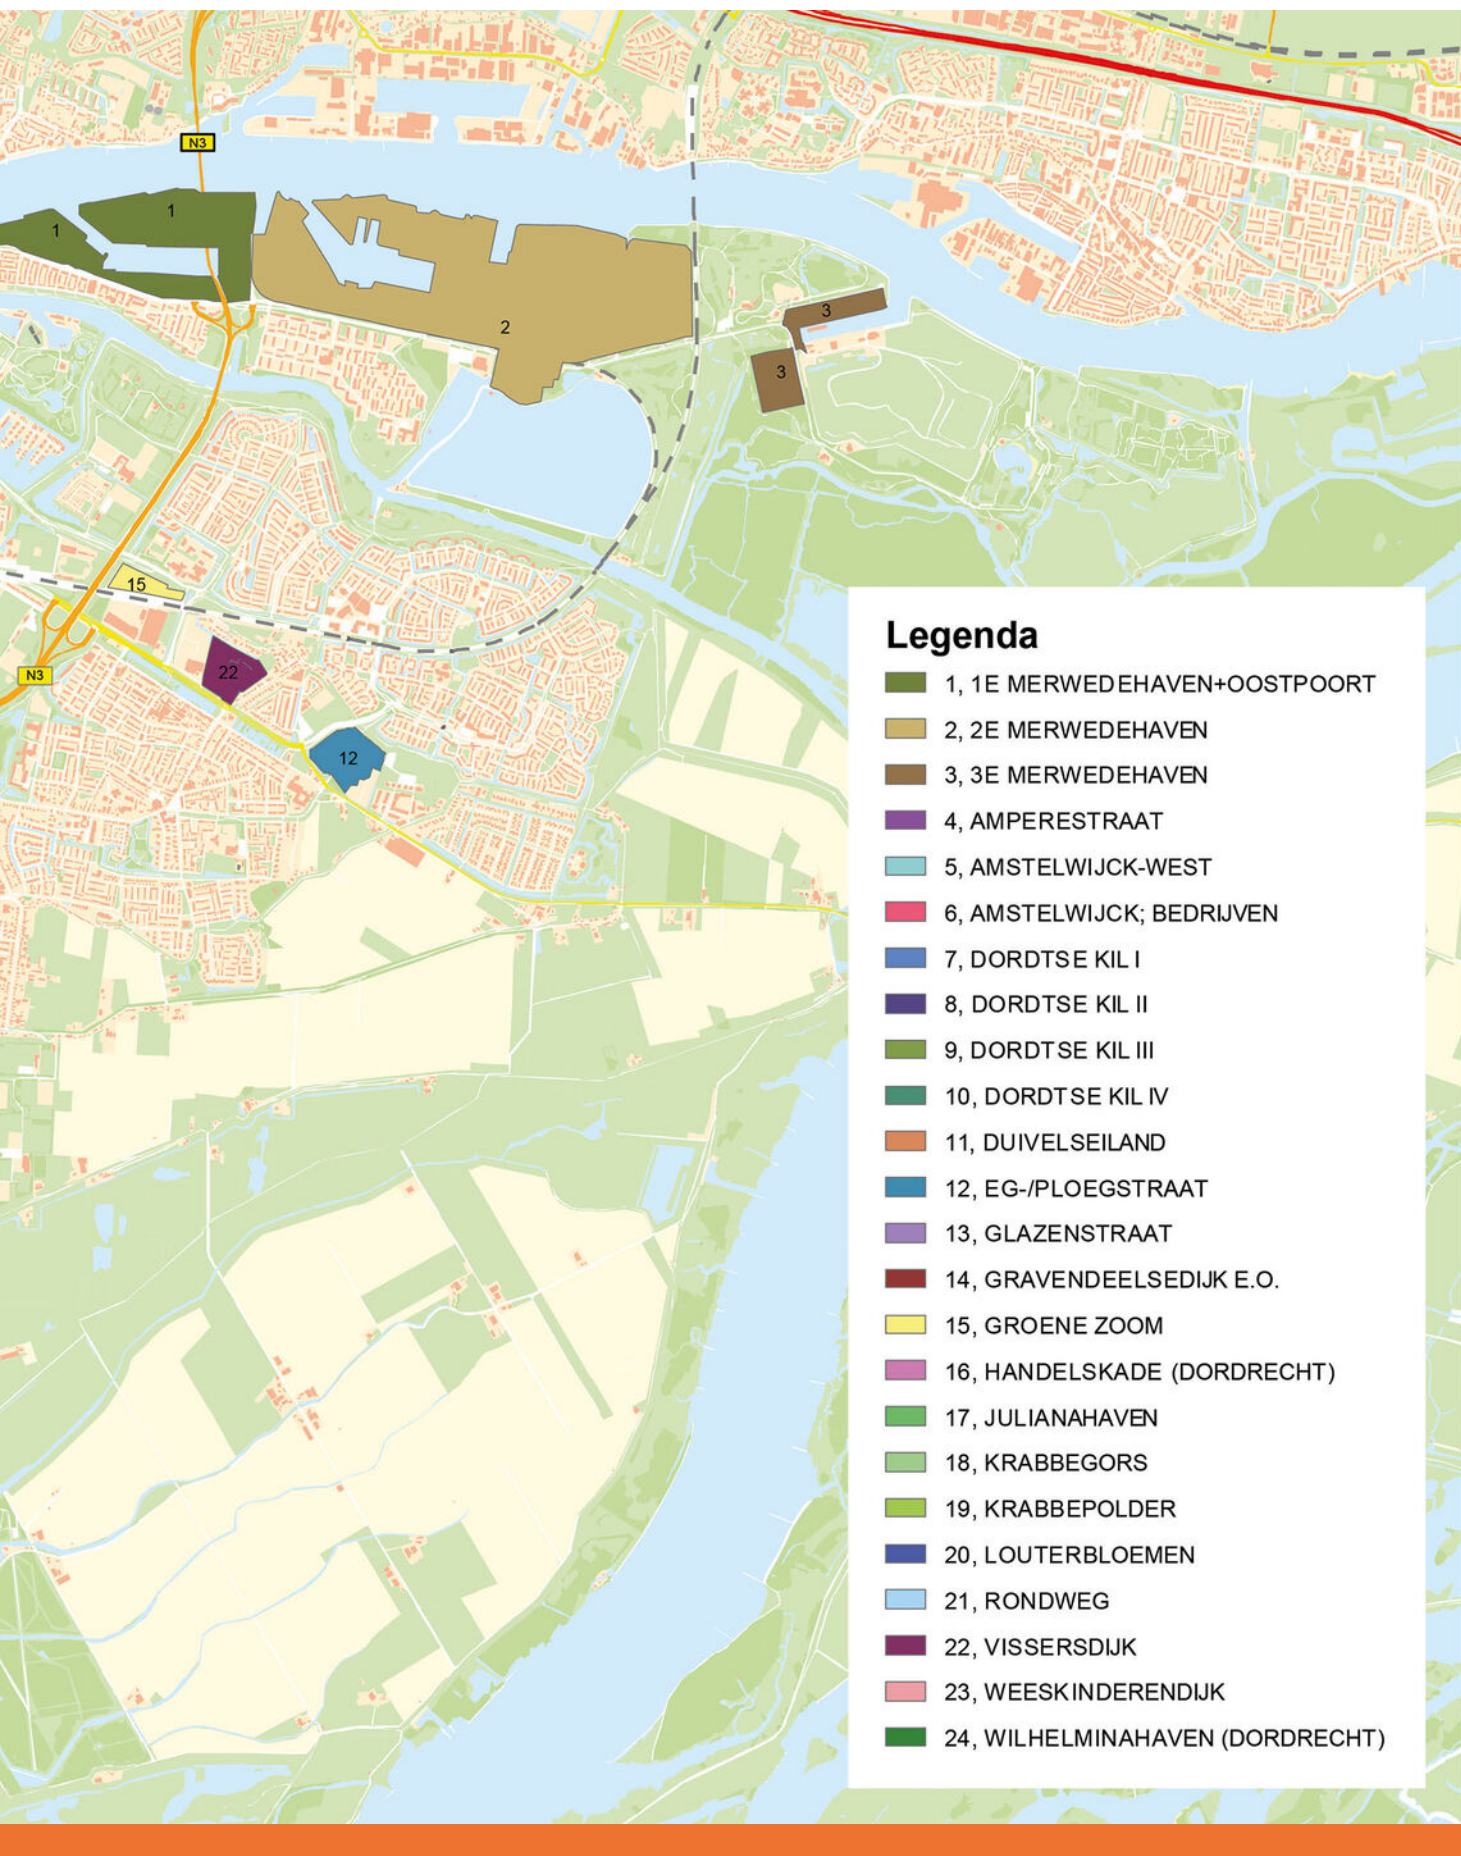 N3
1
1
2
3
3
15
22
N3
12
Legenda
1, 1E MERWEDEHAVEN+OOSTPOORT
2, 2E MERWEDEHAVEN
3, 3E MERWEDEHAVEN
4, AMPERESTRAAT
5, AMSTELWIJCK-WEST
6, AMSTELWIJCK; BEDRIJVEN
7, DORDTSE KIL I
8, DORDTSE KIL II
9, DORDTSE KIL III
10, DORDTSE KIL IV
11, DUIVELSEILAND
12, EG-/PLOEGSTRAAT
13, GLAZENSTRAAT
14, GRAVENDEELSEDIJK E.O.
15, GROENE ZOOM
16, HANDELSKADE (DORDRECHT)
17, JULIANAHAVEN
18, KRABBEGORS
19, KRABBEPOLDER
20, LOUTERBLOEMEN
21, RONDWEG
22, VISSERSDIJK
23, WEESKINDERENDIJK
24, WILHELMINAHAVEN (DORDRECHT)